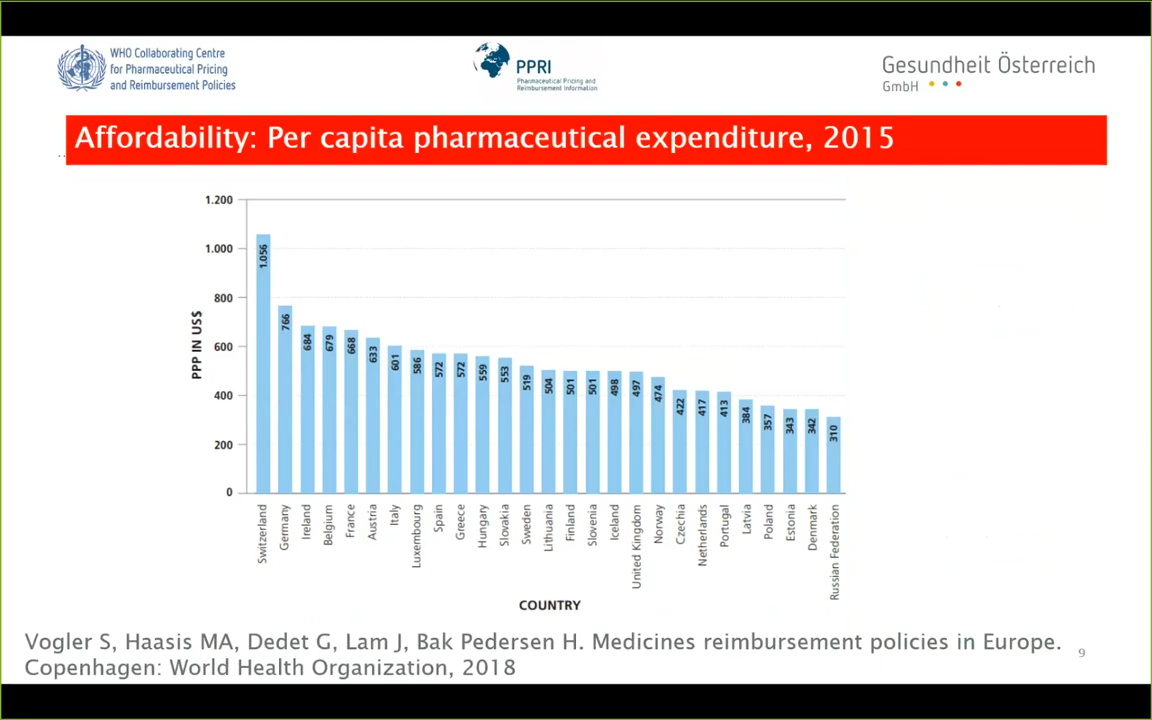 WHO Collaborating Centre
for Pharmaceutical Pricing
and Reimbursement Policies
PPRI
Pharmaceutical Pricing and
Reimbursement Information
Gesundheit Österreich
GmbH
Affordability: Per capita pharmaceutical expenditure, 2015
PPP IN US$
1.200
1.000
800
600
400
200
0
1.056
766
684
679
668
633
601
586
572
572
559
553
519
504
501
501
498
497
474
422
417
413
384
357
343
342
310
Switzerland
Germany
Ireland
Belgium
France
Austria
Italy
Luxembourg
Spain
Greece
Hungary
Slovakia
Sweden
Lithuania
Finland
Slovenia
Iceland
United Kingdom
Norway
Czechia
Netherlands
Portugal
Latvia
Poland
Estonia
Denmark
Russian Federation
COUNTRY
Vogler S, Haasis MA, Dedet G, Lam J, Bak Pedersen H. Medicines reimbursement policies in Europe.
Copenhagen: World Health Organization, 2018
9